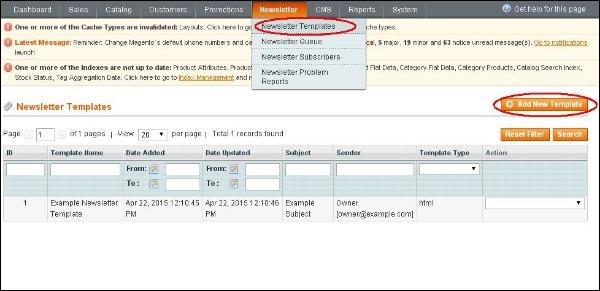 Dashboard Sales Catalog Customers Promotions Newsletter CMS Reports System Get help for this page
Newsletter Templates
Newsletter Queue
Newsletter Subscribers
Newsletter Problem
Reports
One or more of the Cache Types are invalidated: Layouts. Click here to go che types.
Latest Message: Reminder: Change Magento`s default phone numbers and cal cal, 5 major, 19 minor and 63 notice unread message(s). Go to notifications
launch
One or more of the Indexes are not up to date: Product Attributes, Product Flat Data, Category Flat Data, Category Products, Catalog Search Index,
Stock Status, Tag Aggregation Data. Click here to go to Index Management and
Newsletter Templates Add New Template
Page 1 of 1 pages | View 20 per page | Total 1 records found Reset Filter Search
ID Template Name Date Added Date Updated Subject Sender Template Type Action
From: From:
To : To :
1 Example Newsletter Apr 22, 2015 12:10:45 Apr 22, 2015 12:10:46 Example Owner html
Template PM PM Subject [owner@example.com]